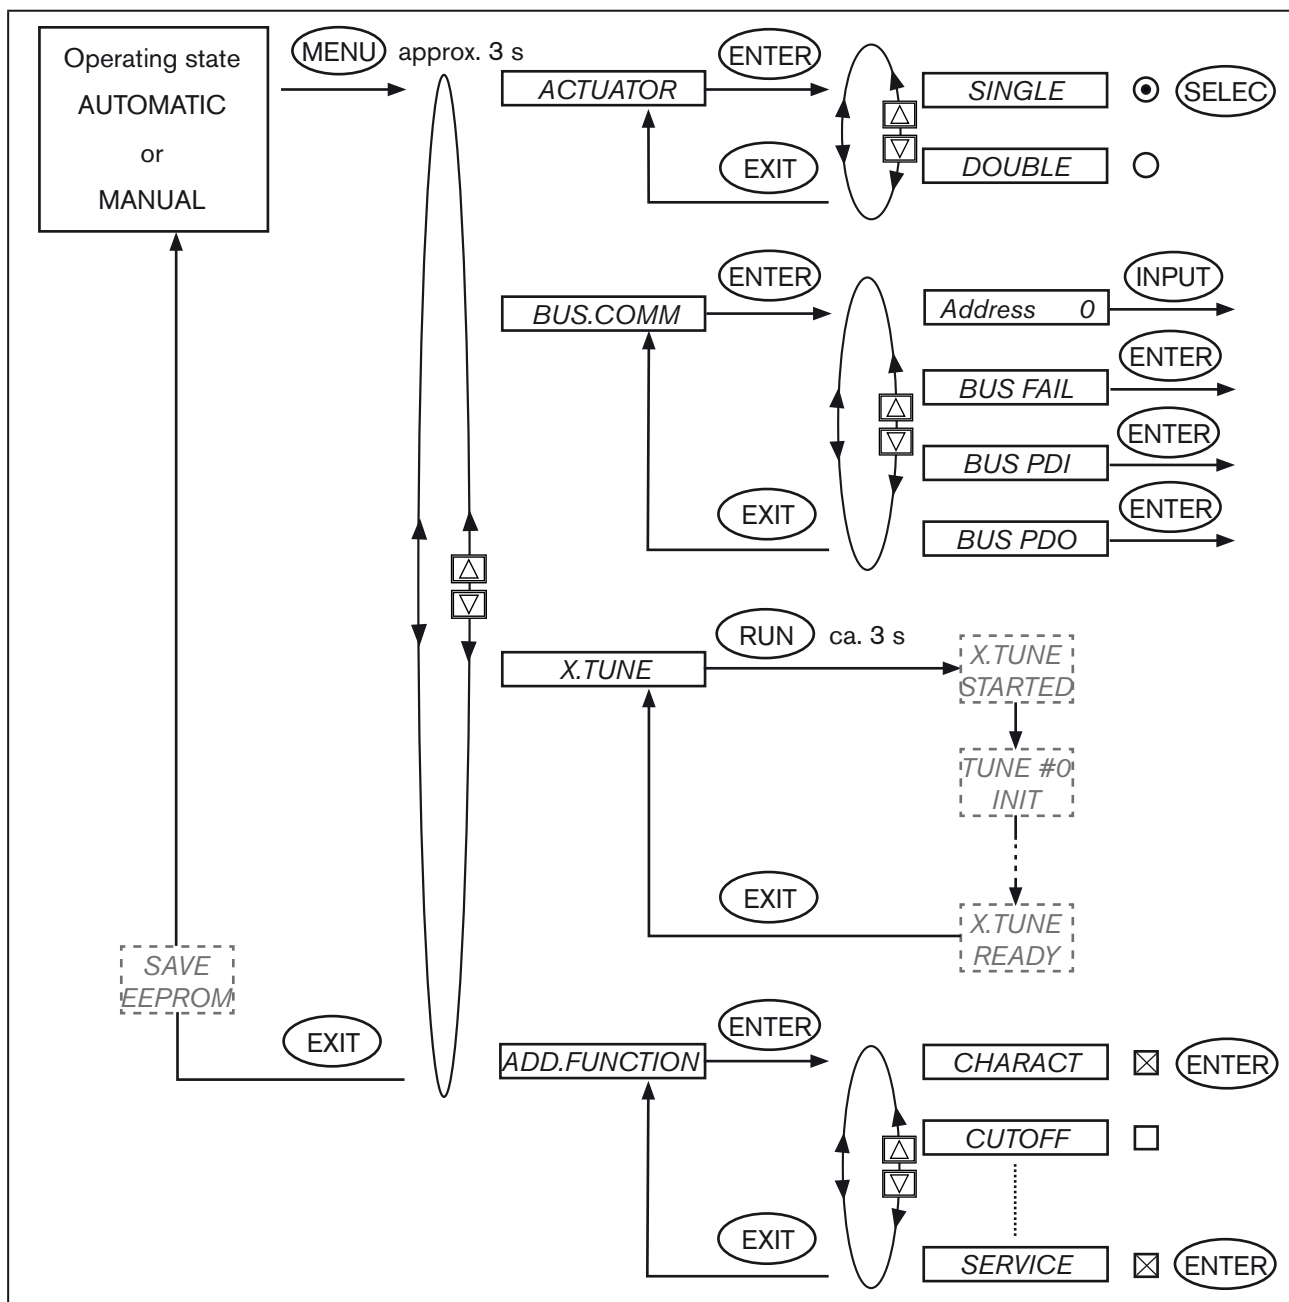 Operating state
AUTOMATIC
or
MANUAL
MENU approx. 3 s
ACTUATOR
ENTER
EXIT
SINGLE
SELEC
DOUBLE
BUS.COMM
ENTER
EXIT
Address 0
INPUT
BUS FAIL
ENTER
BUS PDI
ENTER
BUS PDO
ENTER
X.TUNE
RUN ca. 3 s
X.TUNE
STARTED
TUNE #0
INIT
X.TUNE
READY
EXIT
SAVE
EEPROM
EXIT
ADD.FUNCTION
ENTER
EXIT
CHARACT
ENTER
CUTOFF
SERVICE
ENTER